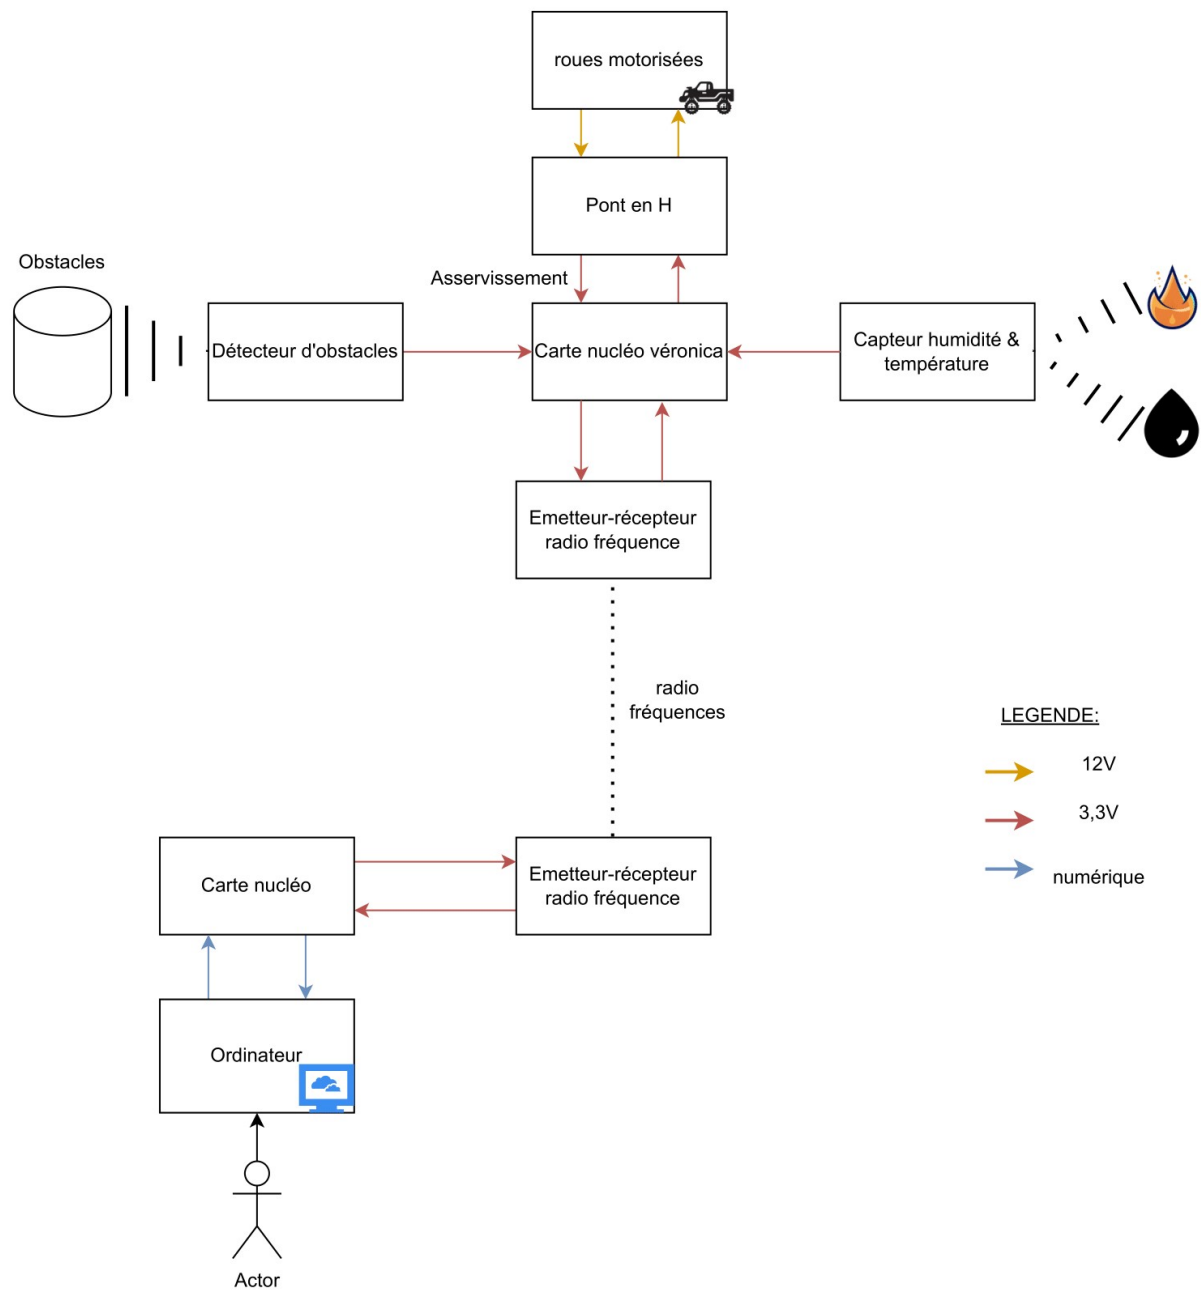 roues motorisées
Pont en H
Obstacles
Asservissement
Détecteur d'obstacles
Carte nucléo véronica
Capteur humidité &
température
Emetteur-récepteur
radio fréquence
radio
fréquences
LEGENDE:
12V
3,3V
numérique
Carte nucléo
Emetteur-récepteur
radio fréquence
Ordinateur
Actor